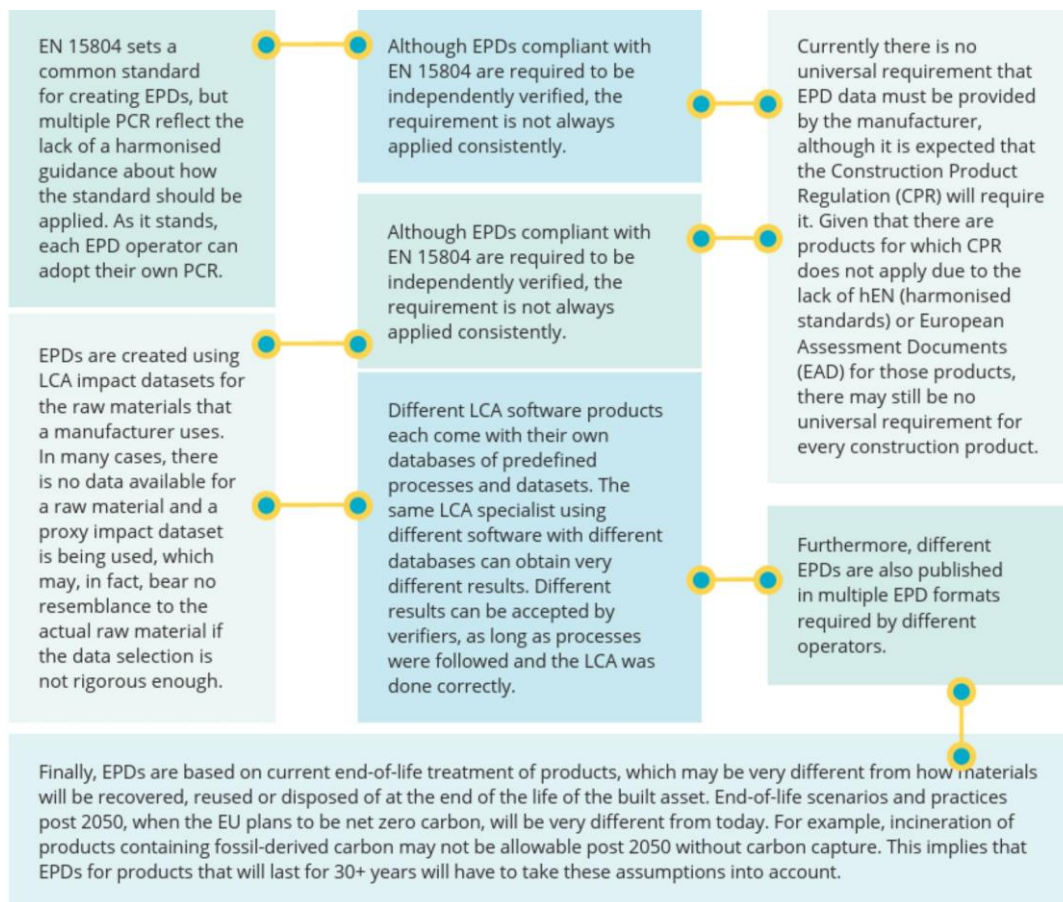 EN 15804 sets a
common standard
for creating EPDs, but
multiple PCR reflect the
lack of a harmonised
guidance about how
the standard should be
applied. As it stands,
each EPD operator can
adopt their own PCR.
Although EPDs compliant with
EN 15804 are required to be
independently verified, the
requirement is not always
applied consistently.
Currently there is no
universal requirement that
EPD data must be provided
by the manufacturer,
although it is expected that
the Construction Product
Regulation (CPR) will require
it. Given that there are
products for which CPR
does not apply due to the
lack of hEN (harmonised
standards) or European
Assessment Documents
(EAD) for those products,
there may still be no
universal requirement for
every construction product.
Although EPDs compliant with
EN 15804 are required to be
independently verified, the
requirement is not always
applied consistently.
EPDs are created using
LCA impact datasets for
the raw materials that
a manufacturer uses.
In many cases, there
is no data available for
a raw material and a
proxy impact dataset
is being used, which
may, in fact, bear no
resemblance to the
actual raw material if
the data selection is
not rigorous enough.
Different LCA software products
each come with their own
databases of predefined
processes and datasets. The
same LCA specialist using
different software with different
databases can obtain very
different results. Different
results can be accepted by
verifiers, as long as processes
were followed and the LCA was
done correctly.
Furthermore, different
EPDs are also published
in multiple EPD formats
required by different
operators.
Finally, EPDs are based on current end-of-life treatment of products, which may be very different from how materials
will be recovered, reused or disposed of at the end of the life of the built asset. End-of-life scenarios and practices
post 2050, when the EU plans to be net zero carbon, will be very different from today. For example, incineration of
products containing fossil-derived carbon may not be allowable post 2050 without carbon capture. This implies that
EPDs for products that will last for 30+ years will have to take these assumptions into account.